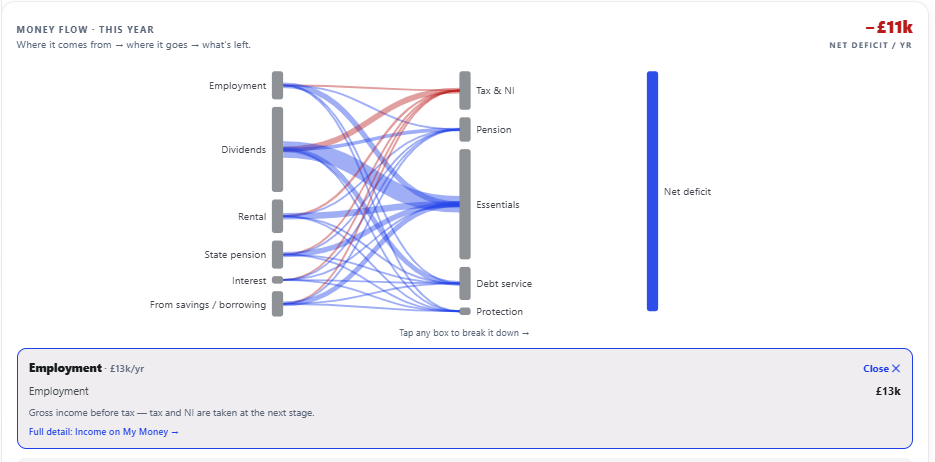 MONEY FLOW · THIS YEAR
Where it comes from → where it goes → what's left.
−£11k
NET DEFICIT / YR
Employment
Dividends
Rental
State pension
Interest
From savings / borrowing
Tax & NI
Pension
Essentials
Debt service
Protection
Net deficit
Tap any box to break it down →
Employment · £13k/yr
Close ✕
Employment
£13k
Gross income before tax — tax and NI are taken at the next stage.
Full detail: Income on My Money →